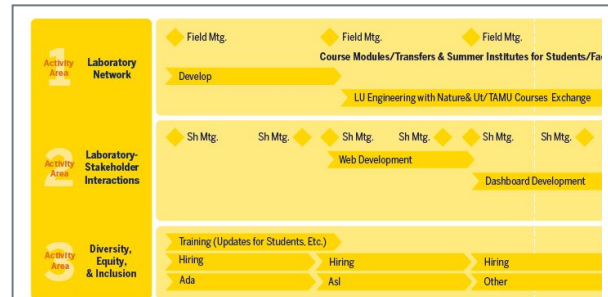 Field Mtg. Field Mtg. Field Mtg.
1 Activity Area Laboratory Network
Course Modules/Transfers & Summer Institutes for Students/Fa
Develop
LU Engineering with Nature& Ut/TAMU Courses Exchange
Sh Mtg. Sh Mtg. Sh Mtg. Sh Mtg. Sh Mtg. Sh Mtg.
2 Activity Area Laboratory-Stakeholder Interactions
Web Development
Dashboard Development
3 Activity Area Diversity, Equity, & Inclusion
Training (Updates for Students, Etc.)
Hiring Hiring Hiring
Ada Asl Other